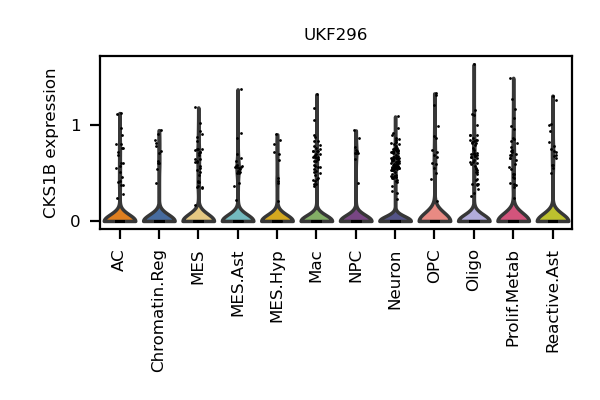 UKF296
CKS1B expression
1
0
AC
Chromatin.Reg
MES
MES.Ast
MES.Hyp
Mac
NPC
Neuron
OPC
Oligo
Prolif.Metab
Reactive.Ast